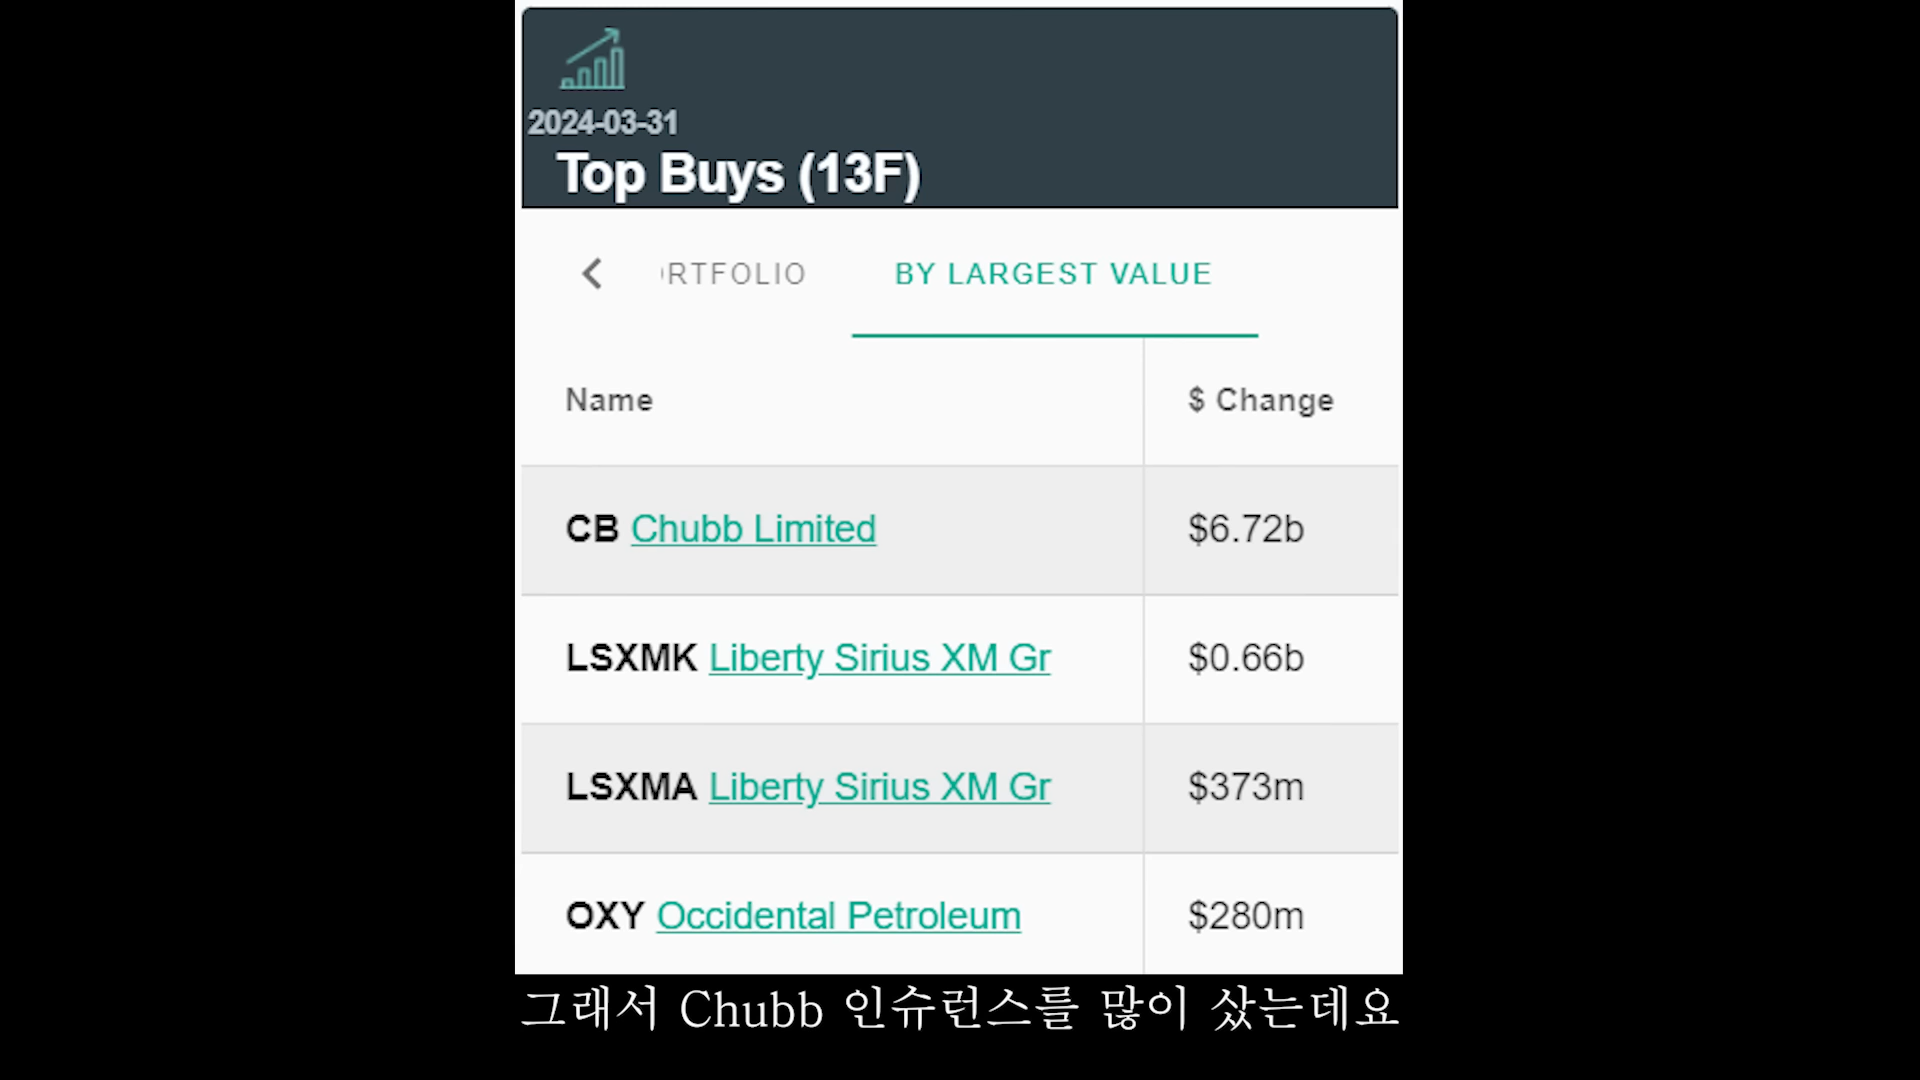 2024-03-31
Top Buys (13F)
RTFOLIO BY LARGEST VALUE
Name $ Change
CB Chubb Limited $6.72b
LSXMK Liberty Sirius XM Gr $0.66b
LSXMA Liberty Sirius XM Gr $373m
OXY Occidental Petroleum $280m
그래서 Chubb 인슈런스를 많이 샀는데요